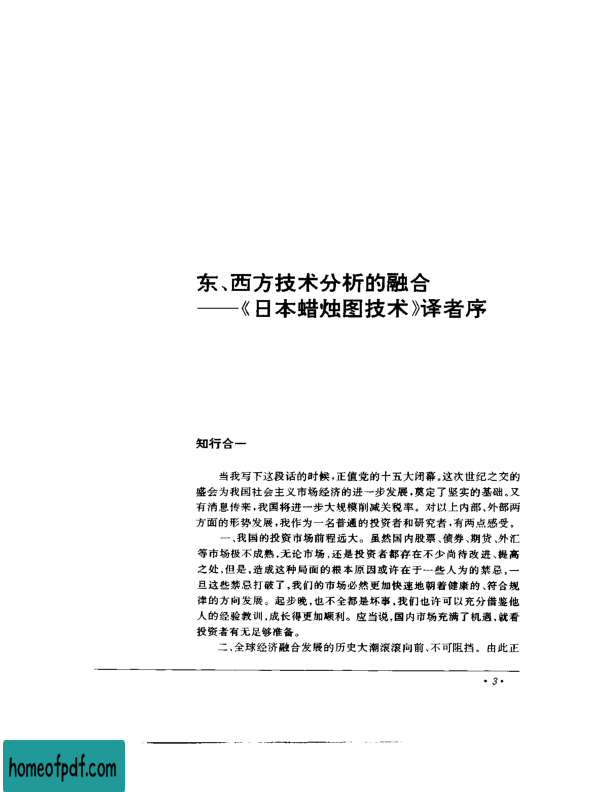 东、西方技术分析的融合
——《日本蜡烛图技术》译者序
知行合一
当我写下这段话的时候，正值党的十五大闭幕。这次世纪之交的
盛会为我国社会主义市场经济的进一步发展，奠定了坚实的基础。又
有消息传来，我国将进一步大规模削减关税率。对以上内部、外部两
方面的形势发展，我作为一名普通的投资者和研究者，有两点感受。
一、我国的投资市场前程远大。虽然国内股票、债券、期货、外汇
等市场极不成熟，无论市场，还是投资者都存在不少尚待改进、提高
之处，但是，造成这种局面的根本原因或许在于一些人为的禁忌，一
旦这些禁忌打破了，我们的市场必然更加快速地朝着健康的、符合规
律的方向发展。起步晚，也不全都是坏事，我们也许可以充分借鉴他
人的经验教训，成长得更加顺利。应当说，国内市场充满了机遇，就看
投资者有无足够准备。
二、全球经济融合发展的历史大潮滚滚向前、不可阻挡。由此正
·3·
homeofpdf.com